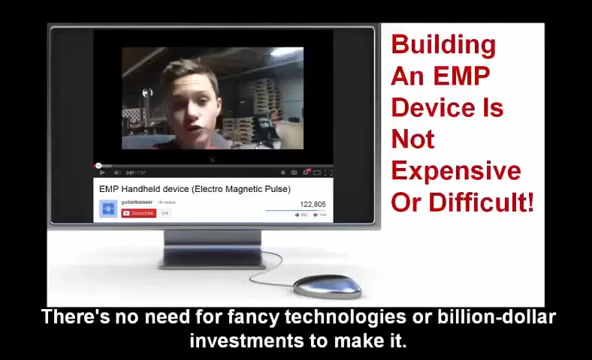 Building
An EMP
Device Is
Not
Expensive
Or Difficult!
EMP Handheld device (Electro Magnetic Pulse)
Subscribe
122,805
There's no need for fancy technologies or billion-dollar
investments to make it.